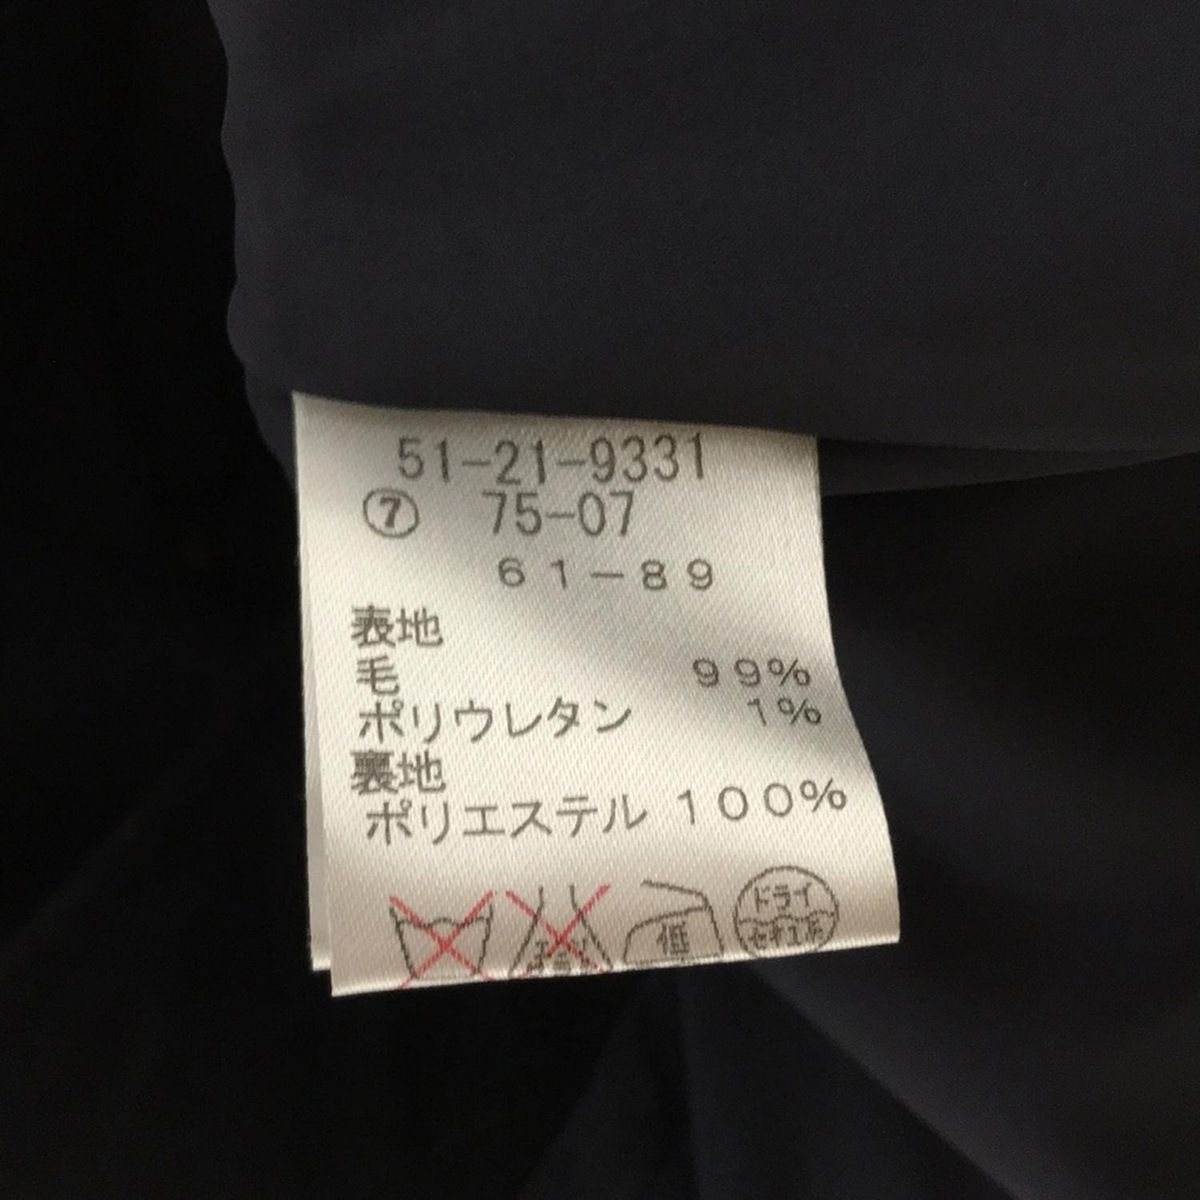 51-21-9331
⑦ 75-07
61-89
表地
毛 99%
ポリウレタン 1%
裏地
ポリエステル 100%
低 ドライ